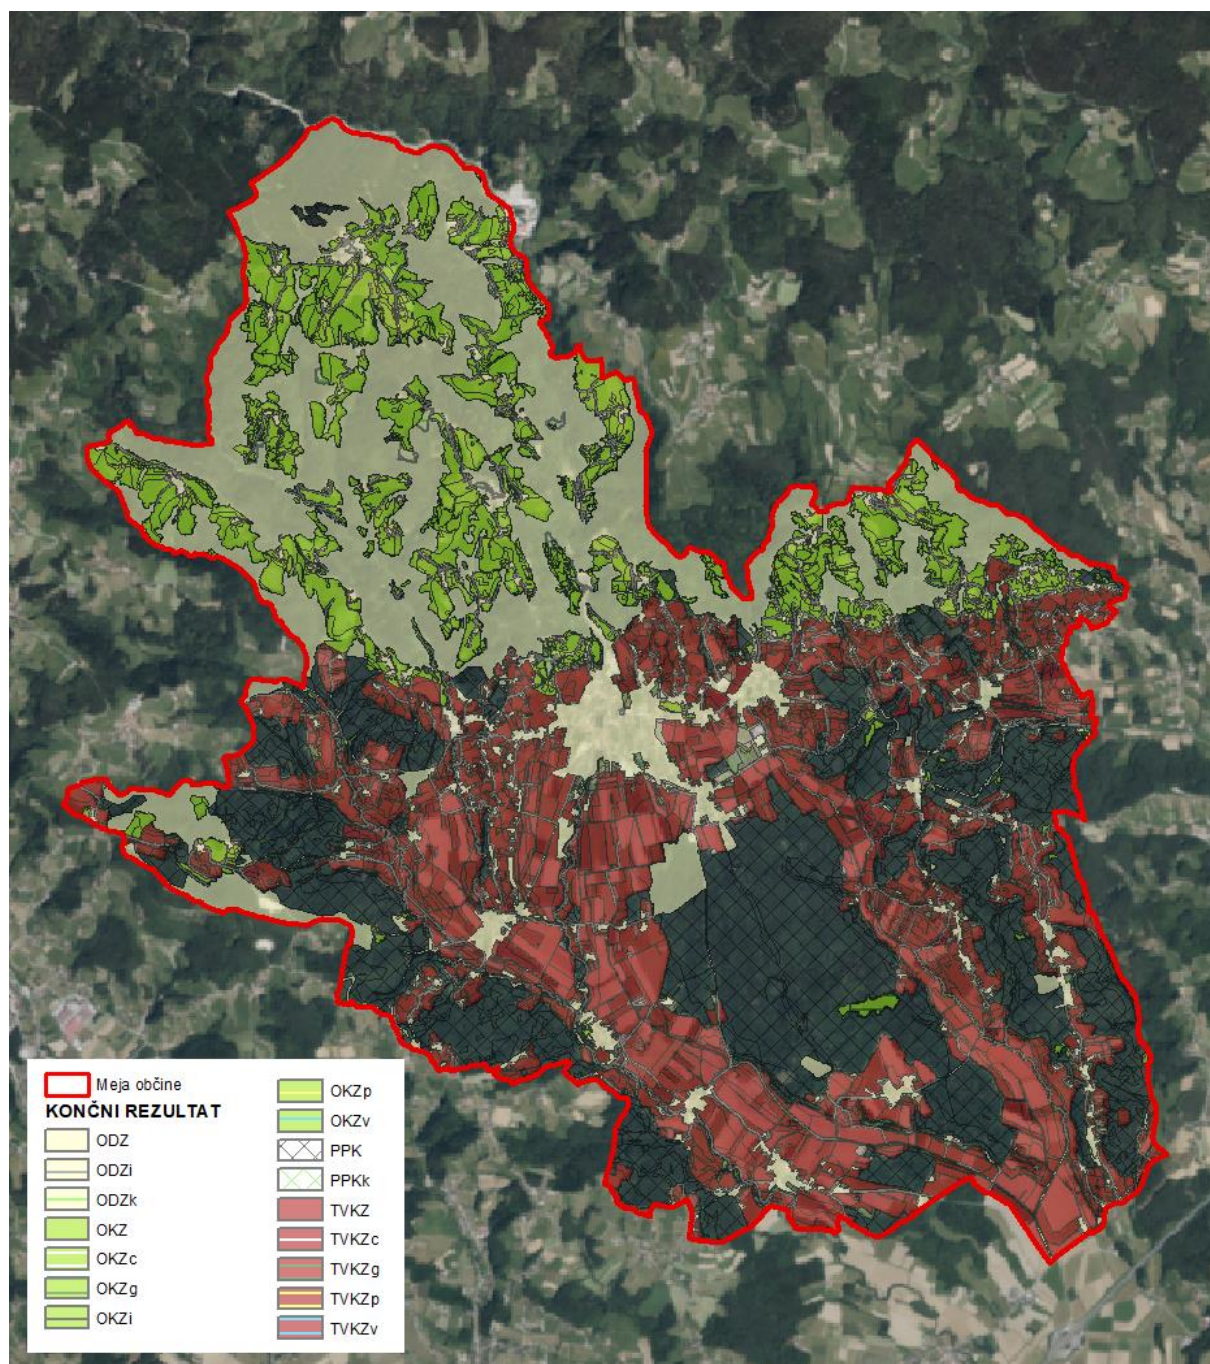 Meja občine
KONČNI REZULTAT
ODZ
ODZi
ODZk
OKZ
OKZc
OKZg
OKZi
OKZp
OKZv
PPK
PPKk
TVKZ
TVKZc
TVKZg
TVKZp
TVKZv